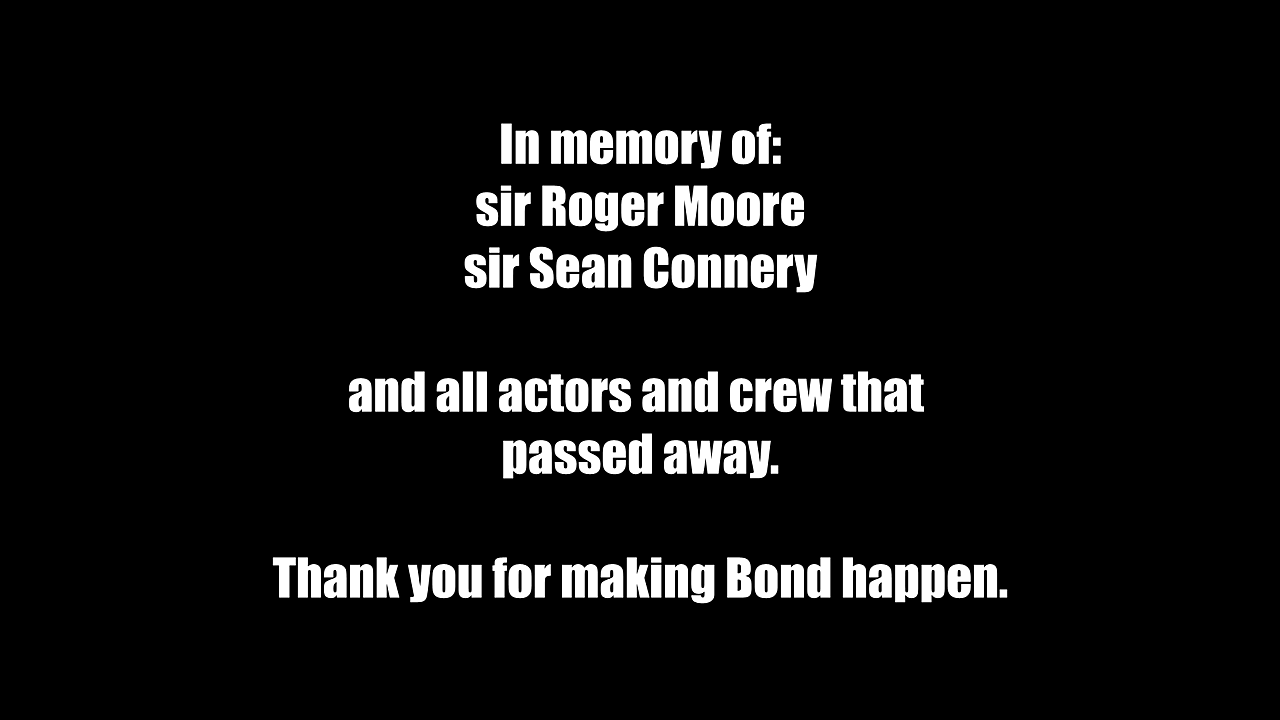 In memory of:
sir Roger Moore
sir Sean Connery
and all actors and crew that
passed away.
Thank you for making Bond happen.